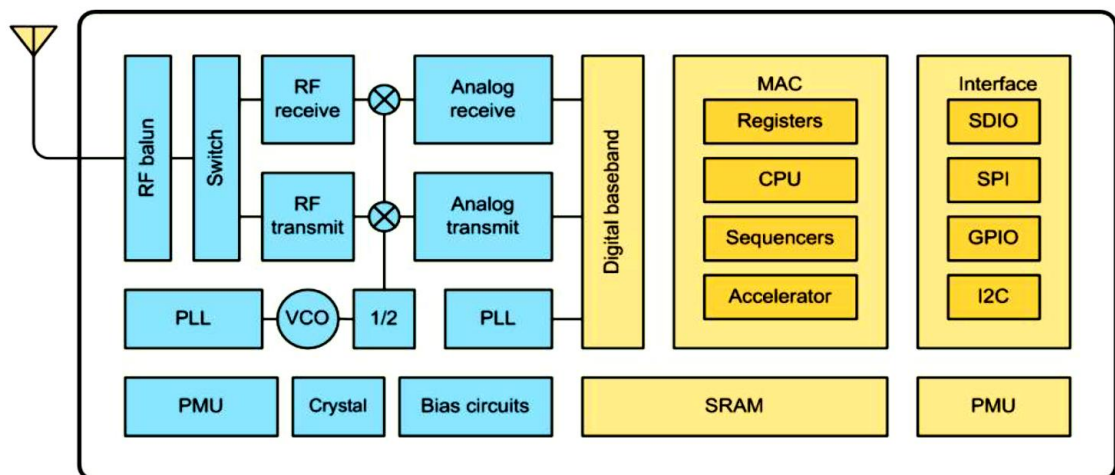 RF balun
Switch
RF
receive
Analog
receive
RF
transmit
Analog
transmit
PLL
VCO
1/2
PLL
PMU
Crystal
Bias circuits
Digital baseband
MAC
Registers
CPU
Sequencers
Accelerator
Interface
SDIO
SPI
GPIO
I2C
SRAM
PMU